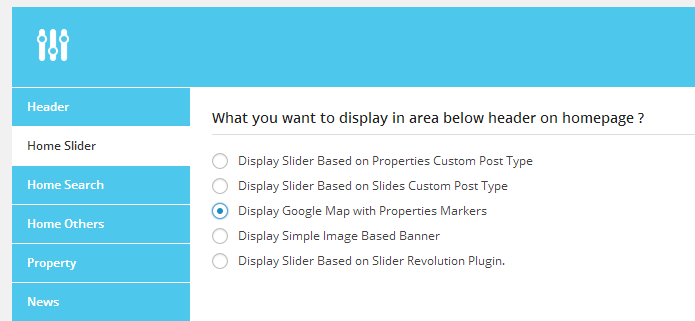 Header
Home Slider
Home Search
Home Others
Property
News
What you want to display in area below header on homepage ?
Display Slider Based on Properties Custom Post Type
Display Slider Based on Slides Custom Post Type
Display Google Map with Properties Markers
Display Simple Image Based Banner
Display Slider Based on Slider Revolution Plugin.